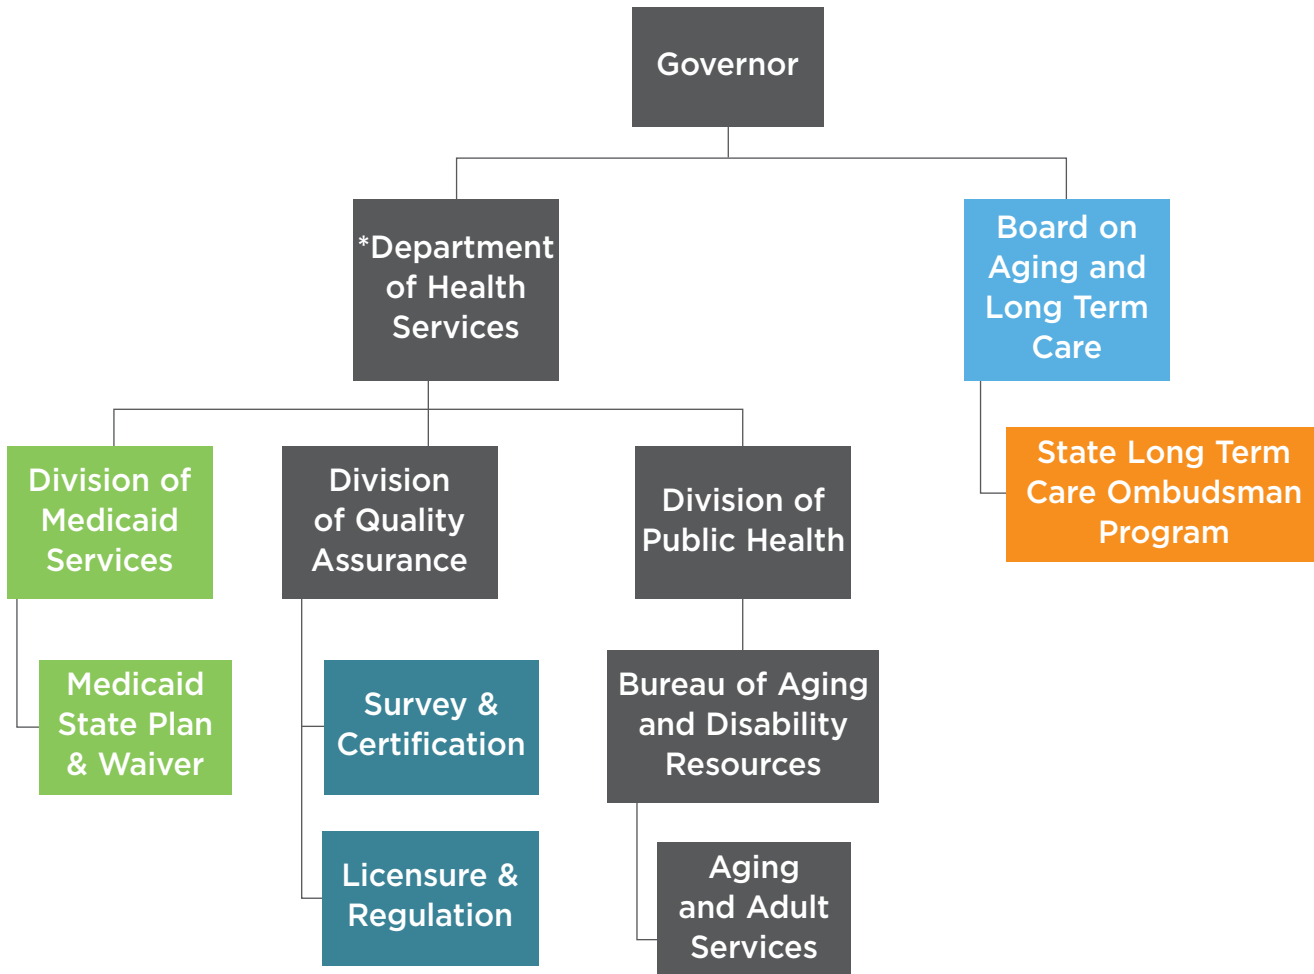 Governor
*Department
of Health
Services
Board on
Aging and
Long Term
Care
Division of
Medicaid
Services
Division
of Quality
Assurance
Division of
Public Health
State Long Term
Care Ombudsman
Program
Medicaid
State Plan
& Waiver
Survey &
Certification
Bureau of Aging
and Disability
Resources
Licensure &
Regulation
Aging
and Adult
Services